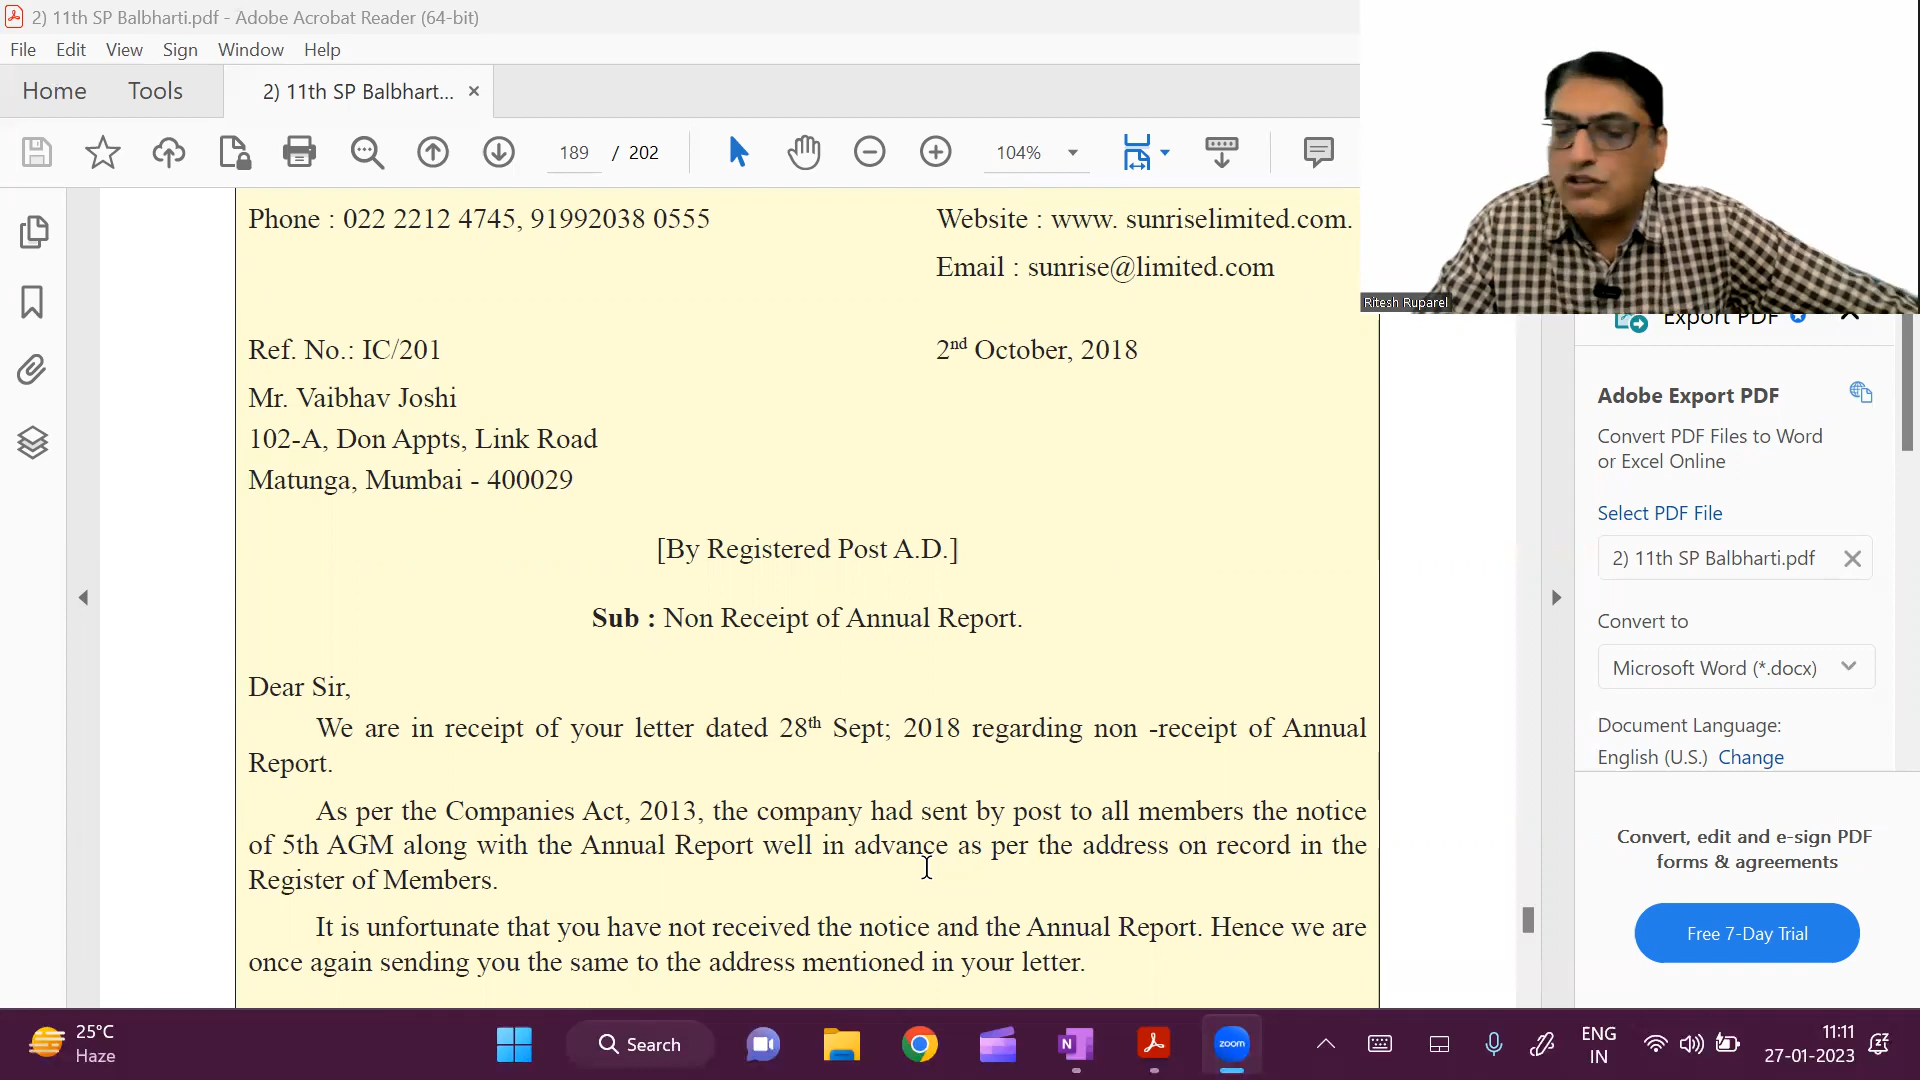 2) 11th SP Balbharti.pdf - Adobe Acrobat Reader (64-bit)
File Edit View Sign Window Help
Home Tools 2) 11th SP Balbhart... ×
189 / 202 104%
Phone : 022 2212 4745, 91992038 0555 Website : www. sunriselimited.com.
Email : sunrise@limited.com
Ritesh Ruparel
Export PDF
Ref. No.: IC/201 2nd October, 2018
Mr. Vaibhav Joshi
102-A, Don Appts, Link Road
Matunga, Mumbai - 400029
[By Registered Post A.D.]
Sub : Non Receipt of Annual Report.
Dear Sir,
We are in receipt of your letter dated 28th Sept; 2018 regarding non -receipt of Annual
Report.
As per the Companies Act, 2013, the company had sent by post to all members the notice
of 5th AGM along with the Annual Report well in advance as per the address on record in the
Register of Members.
It is unfortunate that you have not received the notice and the Annual Report. Hence we are
once again sending you the same to the address mentioned in your letter.
Adobe Export PDF
Convert PDF Files to Word
or Excel Online
Select PDF File
2) 11th SP Balbharti.pdf
Convert to
Microsoft Word (*.docx)
Document Language:
English (U.S.) Change
Convert, edit and e-sign PDF
forms & agreements
Free 7-Day Trial
25°C
Haze
Search
zoom
ENG
IN
11:11
27-01-2023